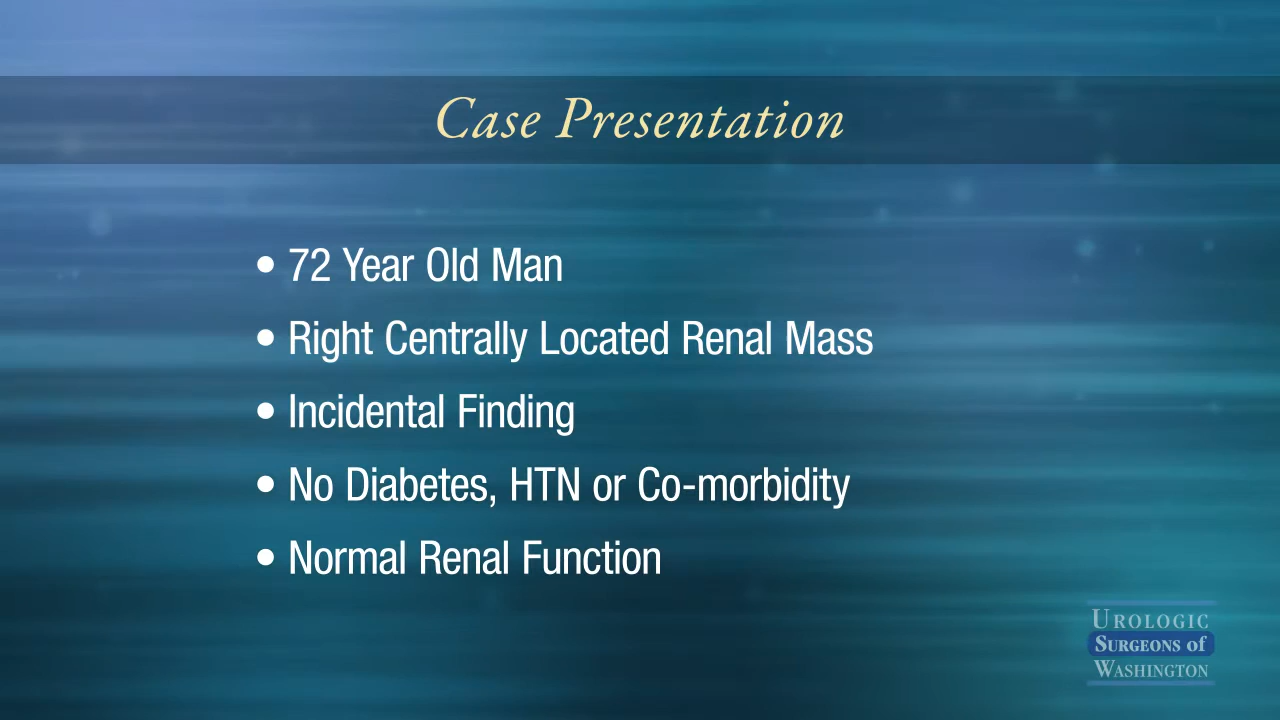 Case Presentation
• 72 Year Old Man
• Right Centrally Located Renal Mass
• Incidental Finding
• No Diabetes, HTN or Co-morbidity
• Normal Renal Function
UROLOGIC
SURGEONS of
WASHINGTON